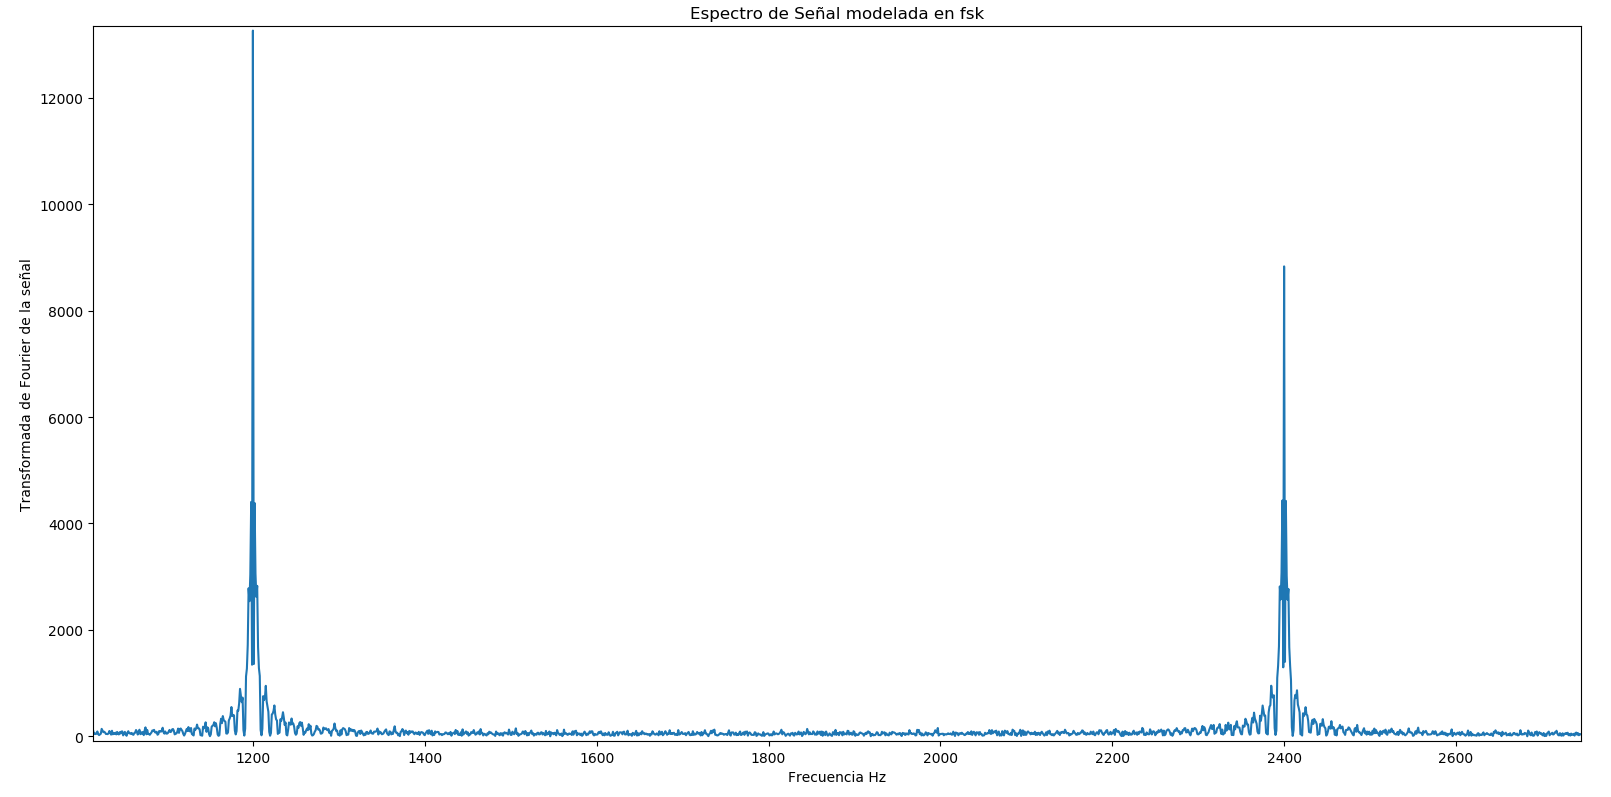 Espectro de Señal modelada en fsk
Transformada de Fourier de la señal
12000
10000
8000
6000
4000
2000
0
1200 1400 1600 1800 2000 2200 2400 2600
Frecuencia Hz